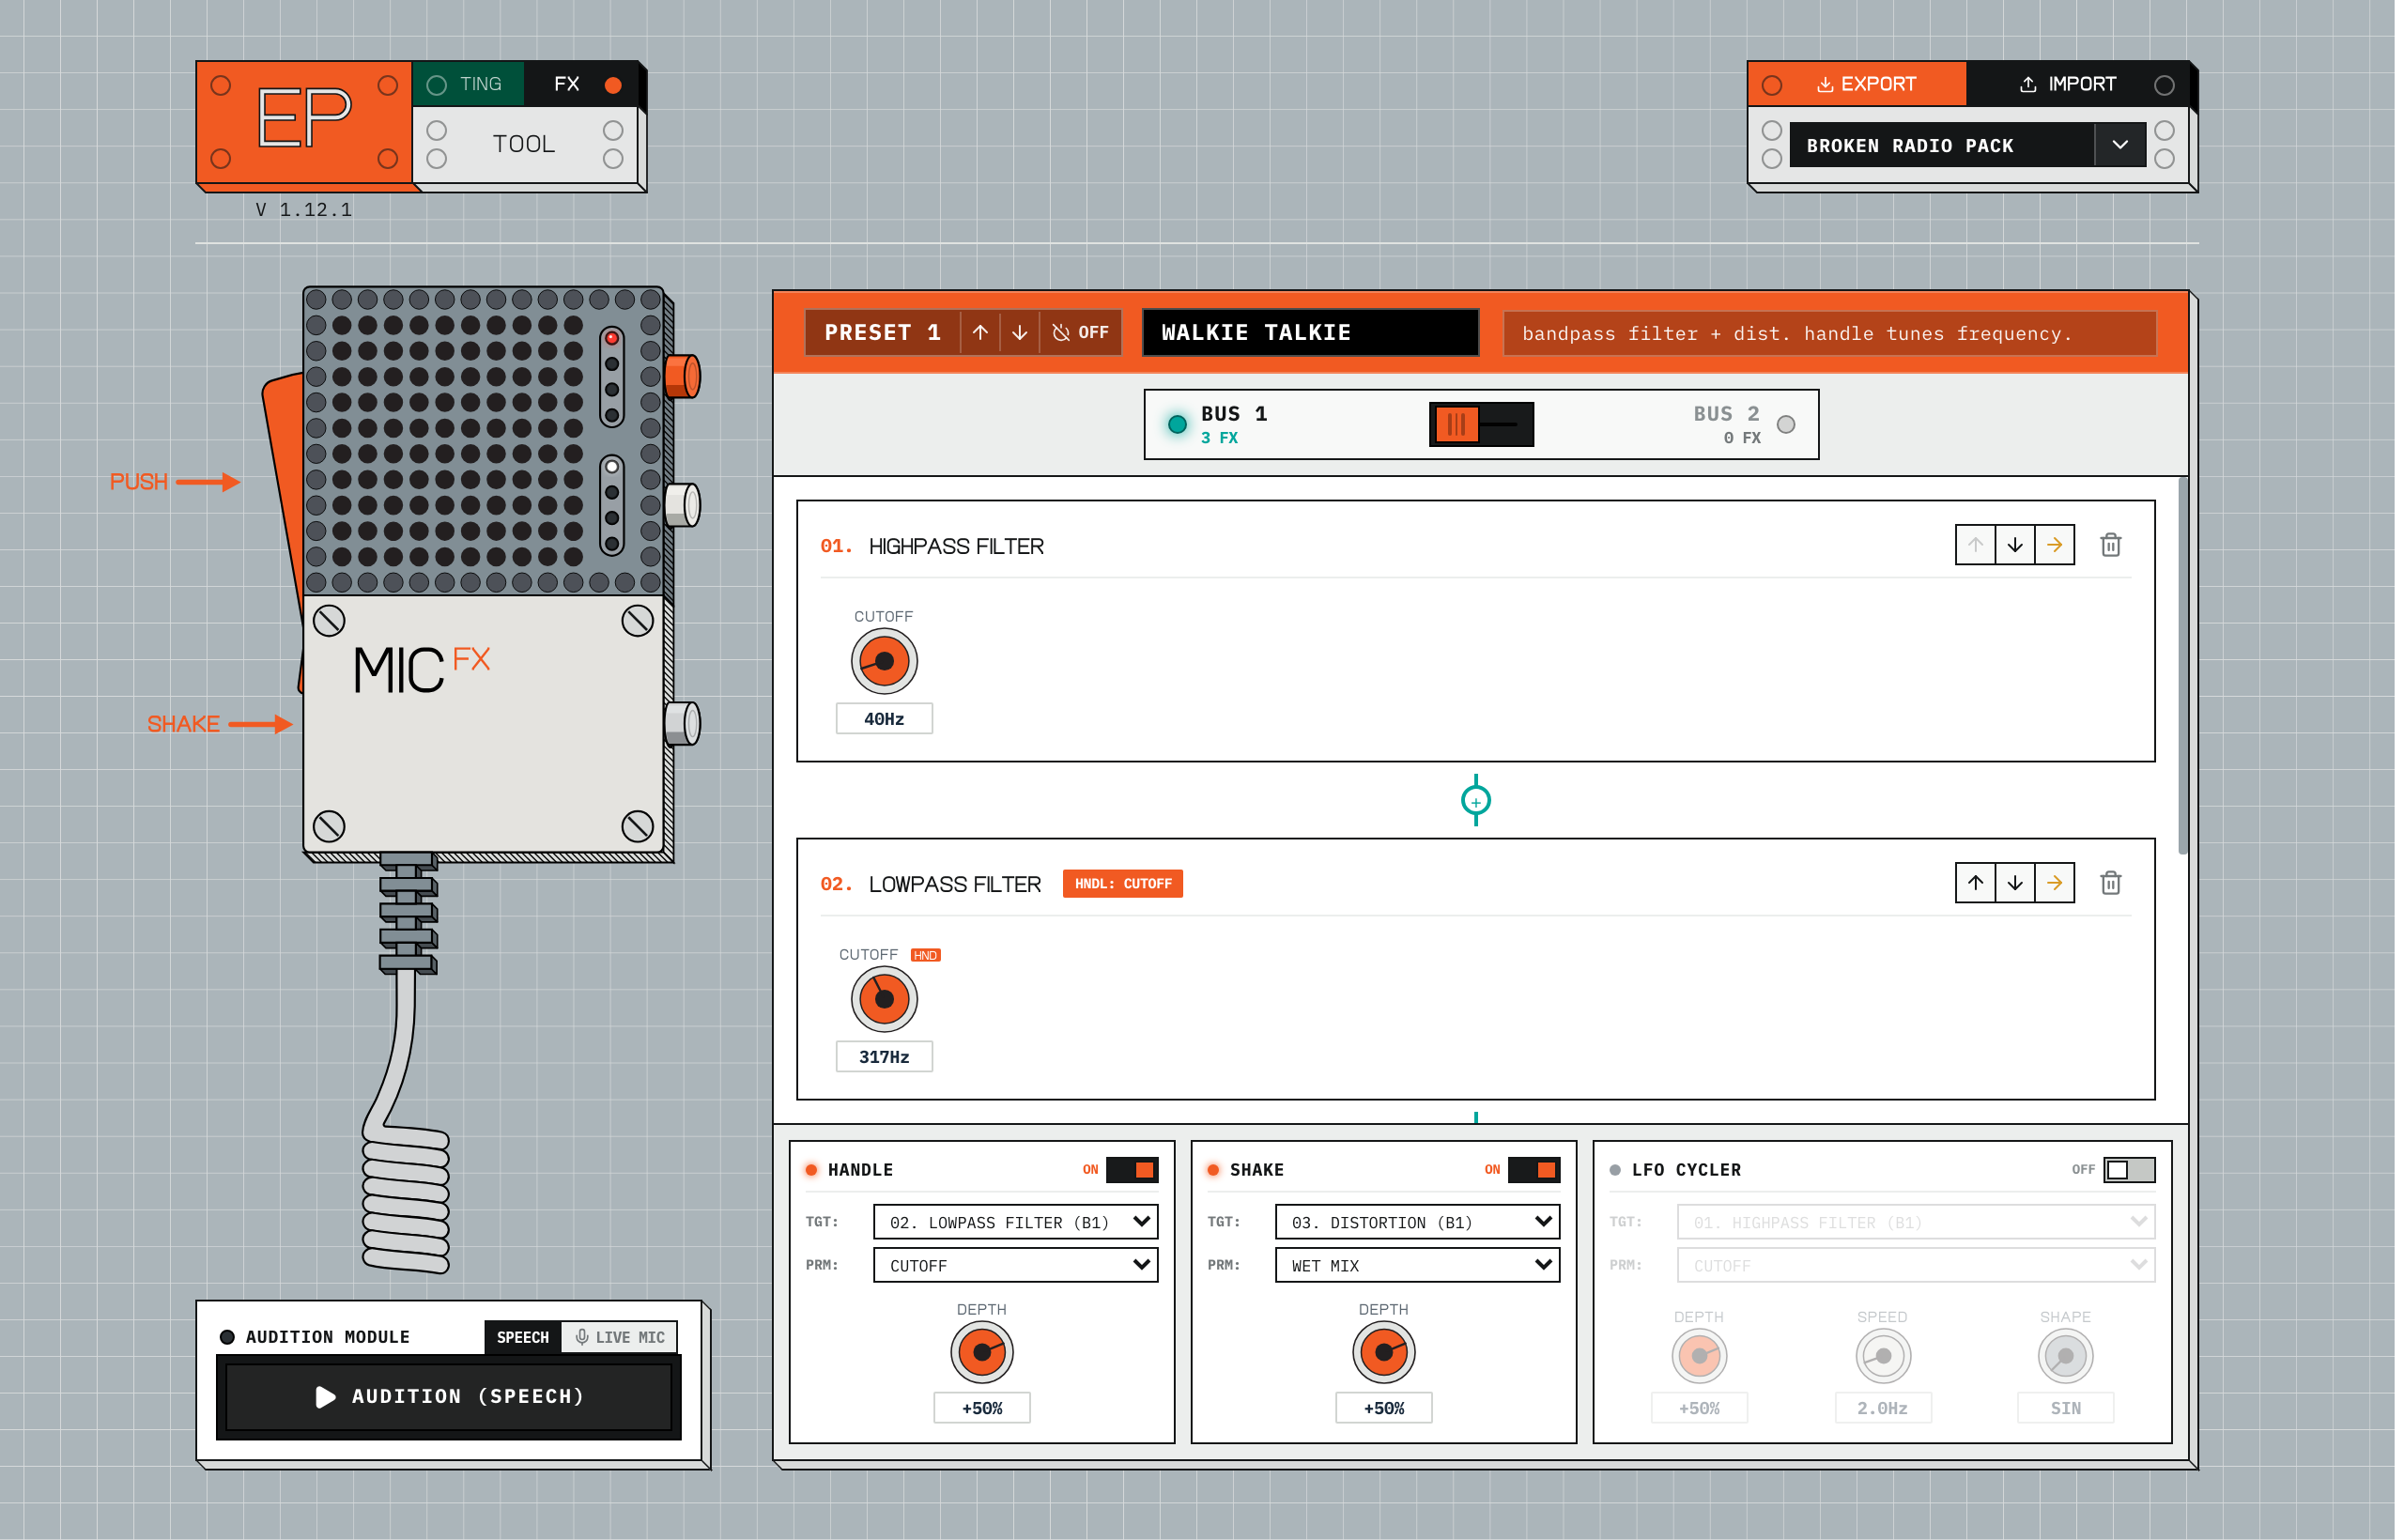 EP
TING
FX
TOOL
V 1.12.1
EXPORT
IMPORT
BROKEN RADIO PACK
PUSH
SHAKE
MIC FX
AUDITION MODULE
SPEECH
LIVE MIC
AUDITION (SPEECH)
PRESET 1
OFF
WALKIE TALKIE
bandpass filter + dist. handle tunes frequency.
BUS 1
3 FX
BUS 2
0 FX
01. HIGHPASS FILTER
CUTOFF
40Hz
+
02. LOWPASS FILTER
HNDL: CUTOFF
CUTOFF HND
317Hz
HANDLE
ON
TGT: 02. LOWPASS FILTER (B1)
PRM: CUTOFF
DEPTH
+50%
SHAKE
ON
TGT: 03. DISTORTION (B1)
PRM: WET MIX
DEPTH
+50%
LFO CYCLER
OFF
TGT: 01. HIGHPASS FILTER (B1)
PRM: CUTOFF
DEPTH
+50%
SPEED
2.0Hz
SHAPE
SIN